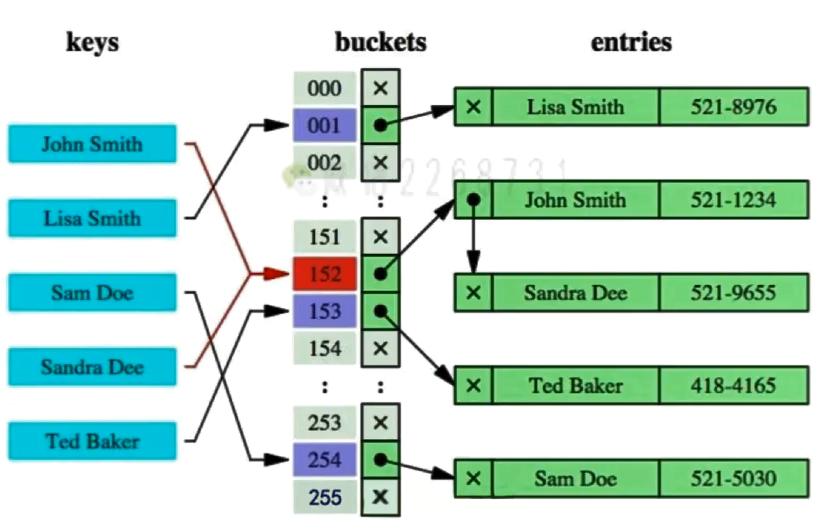 keys buckets entries
000 ×
001 × Lisa Smith 521-8976
John Smith
002 ×
: :
× John Smith 521-1234
Lisa Smith
151 ×
Sam Doe 152 × Sandra Dee 521-9655
153
154 ×
Sandra Dee
: : × Ted Baker 418-4165
253 ×
Ted Baker
254 × Sam Doe 521-5030
255 ×